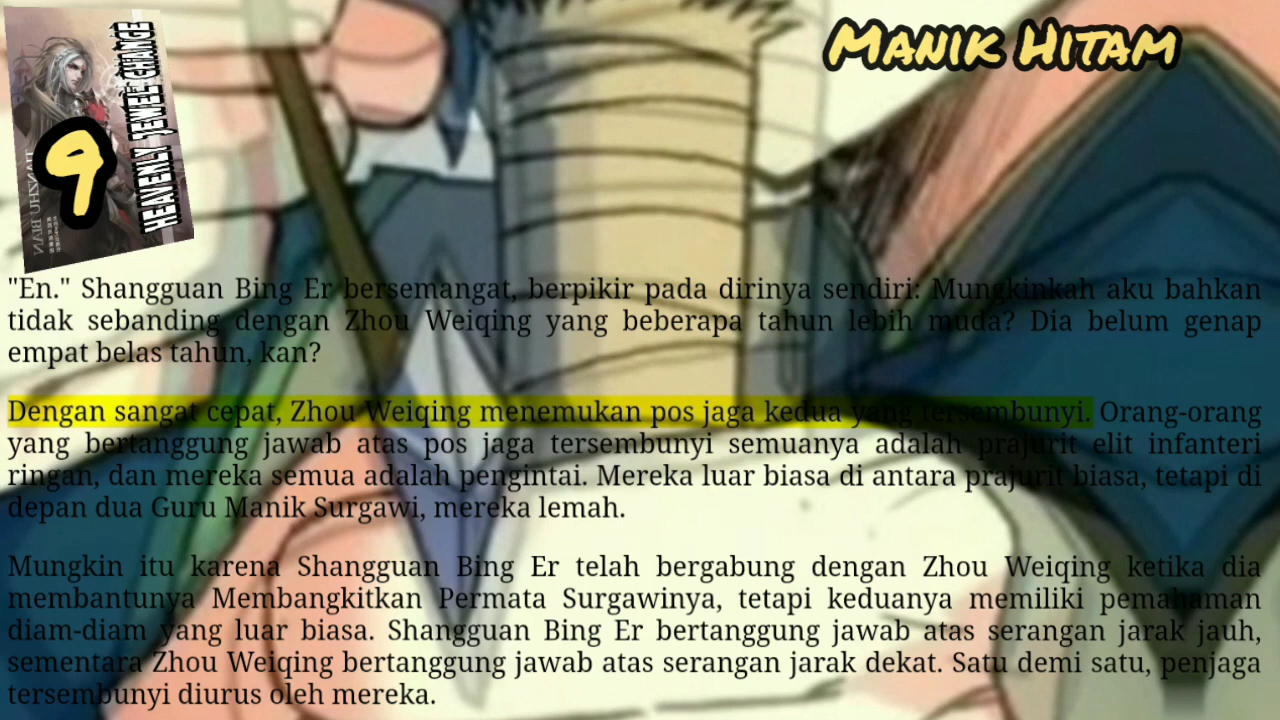 Manik Hitam
9
HEAVENLY JEWEL CHANGE
"En." Shangguan Bing Er bersemangat, berpikir pada dirinya sendiri: Mungkinkah aku bahkan
tidak sebanding dengan Zhou Weiqing yang beberapa tahun lebih muda? Dia belum genap
empat belas tahun, kan?
Dengan sangat cepat, Zhou Weiqing menemukan pos jaga kedua yang tersembunyi. Orang-orang
yang bertanggung jawab atas pos jaga tersembunyi semuanya adalah prajurit elit infanteri
ringan, dan mereka semua adalah pengintai. Mereka luar biasa di antara prajurit biasa, tetapi di
depan dua Guru Manik Surgawi, mereka lemah.
Mungkin itu karena Shangguan Bing Er telah bergabung dengan Zhou Weiqing ketika dia
membantunya Membangkitkan Permata Surgawinya, tetapi keduanya memiliki pemahaman
diam-diam yang luar biasa. Shangguan Bing Er bertanggung jawab atas serangan jarak jauh,
sementara Zhou Weiqing bertanggung jawab atas serangan jarak dekat. Satu demi satu, penjaga
tersembunyi diurus oleh mereka.